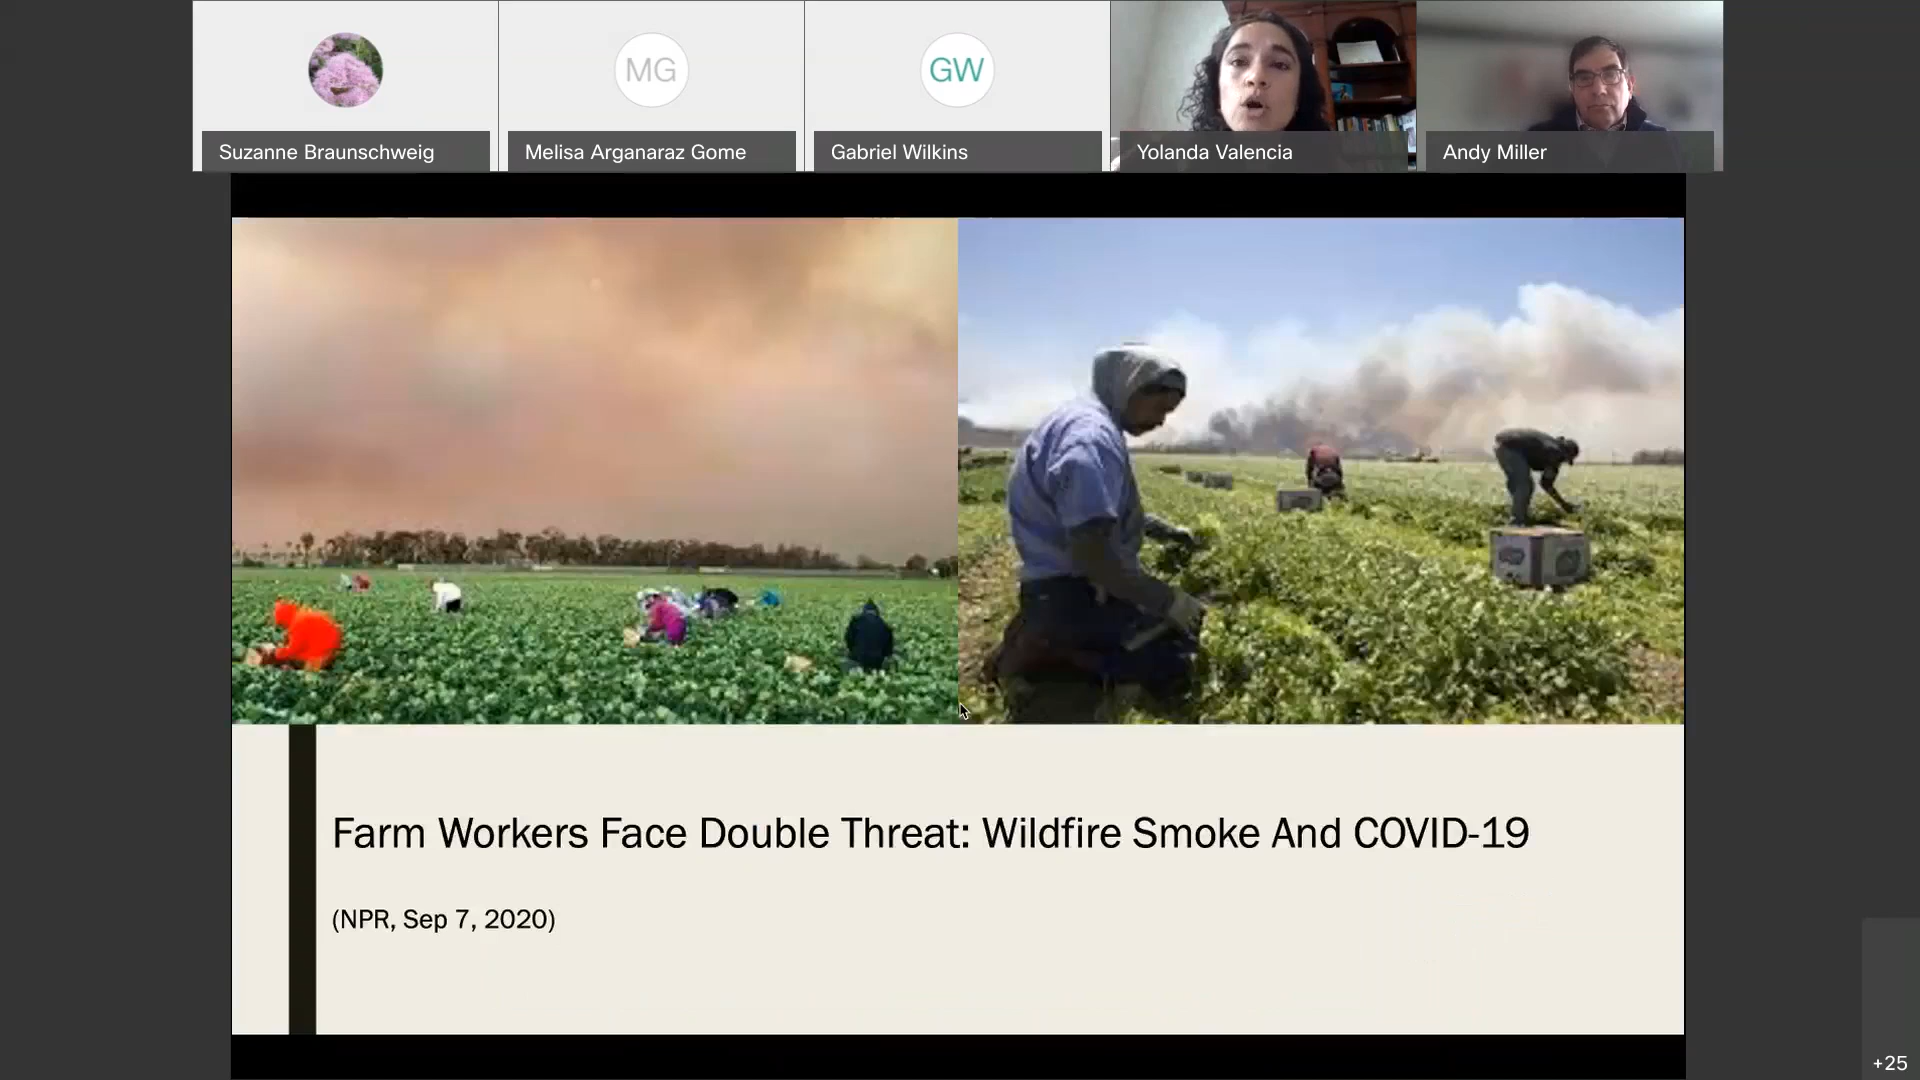 Suzanne Braunschweig
MG
Melisa Arganaraz Gome
GW
Gabriel Wilkins
Yolanda Valencia
Andy Miller
Farm Workers Face Double Threat: Wildfire Smoke And COVID-19
(NPR, Sep 7, 2020)
+25